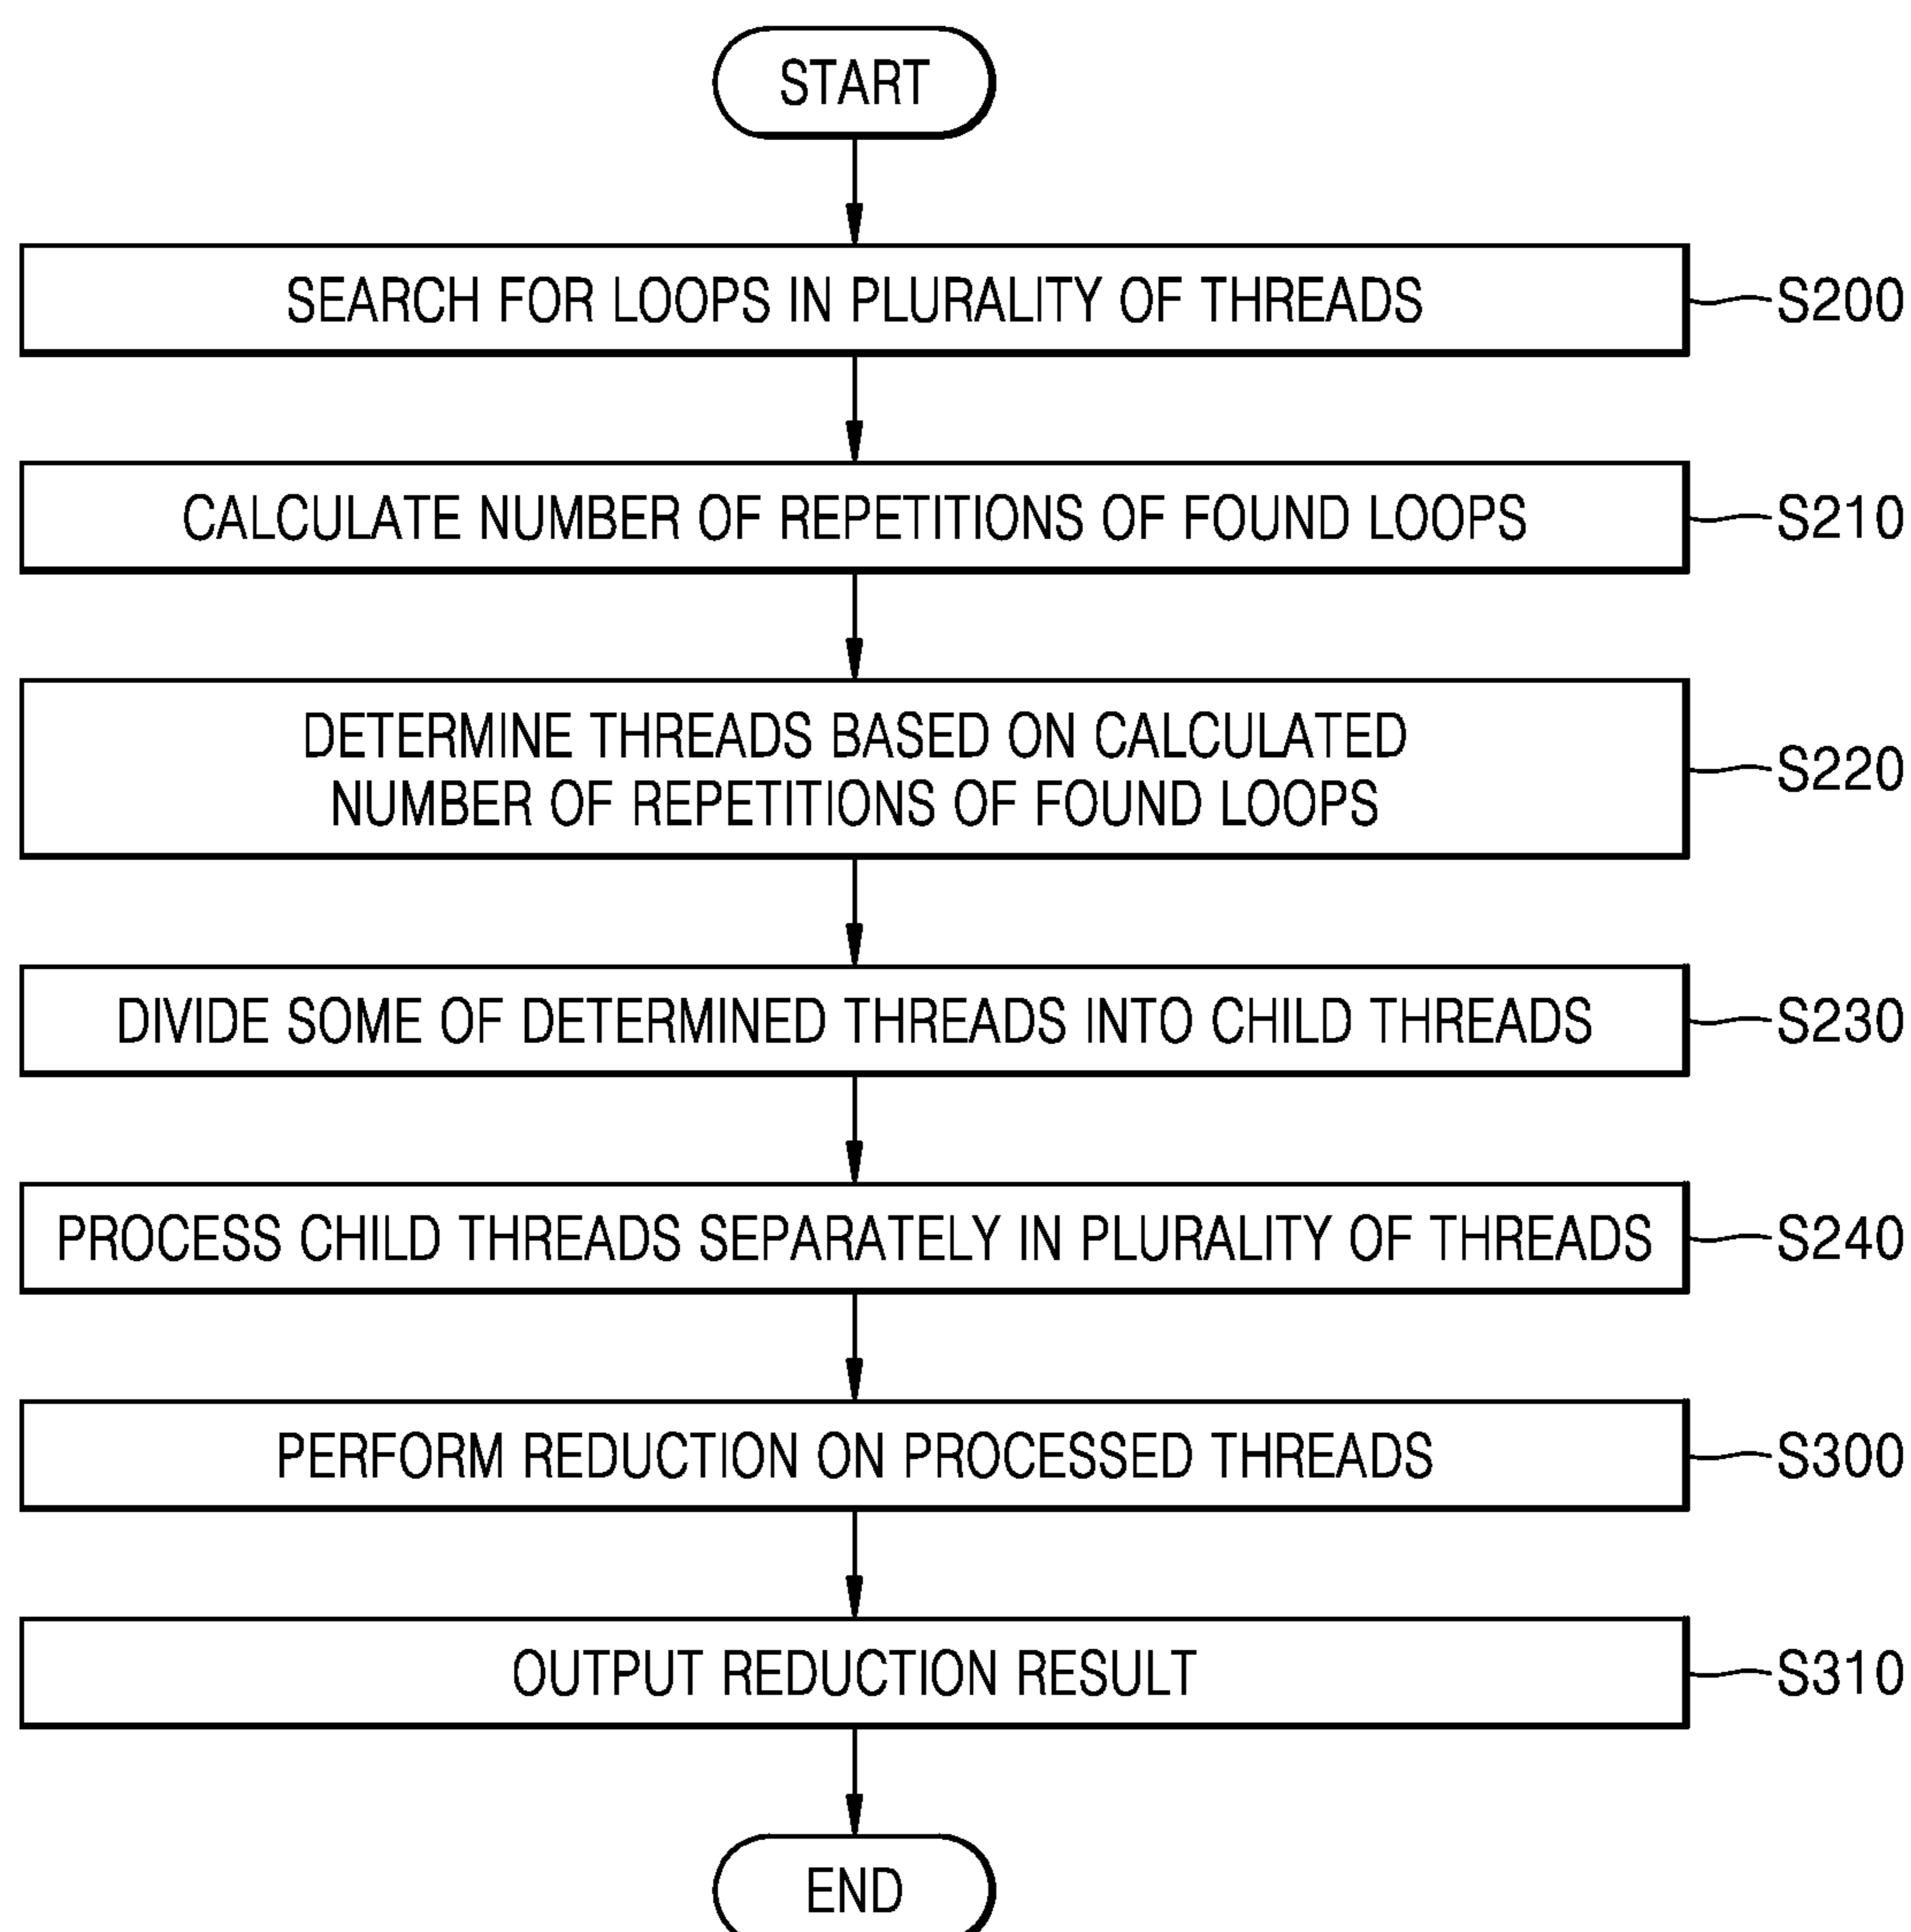 START
SEARCH FOR LOOPS IN PLURALITY OF THREADS
S200
CALCULATE NUMBER OF REPETITIONS OF FOUND LOOPS
S210
DETERMINE THREADS BASED ON CALCULATED
NUMBER OF REPETITIONS OF FOUND LOOPS
S220
DIVIDE SOME OF DETERMINED THREADS INTO CHILD THREADS
S230
PROCESS CHILD THREADS SEPARATELY IN PLURALITY OF THREADS
S240
PERFORM REDUCTION ON PROCESSED THREADS
S300
OUTPUT REDUCTION RESULT
S310
END